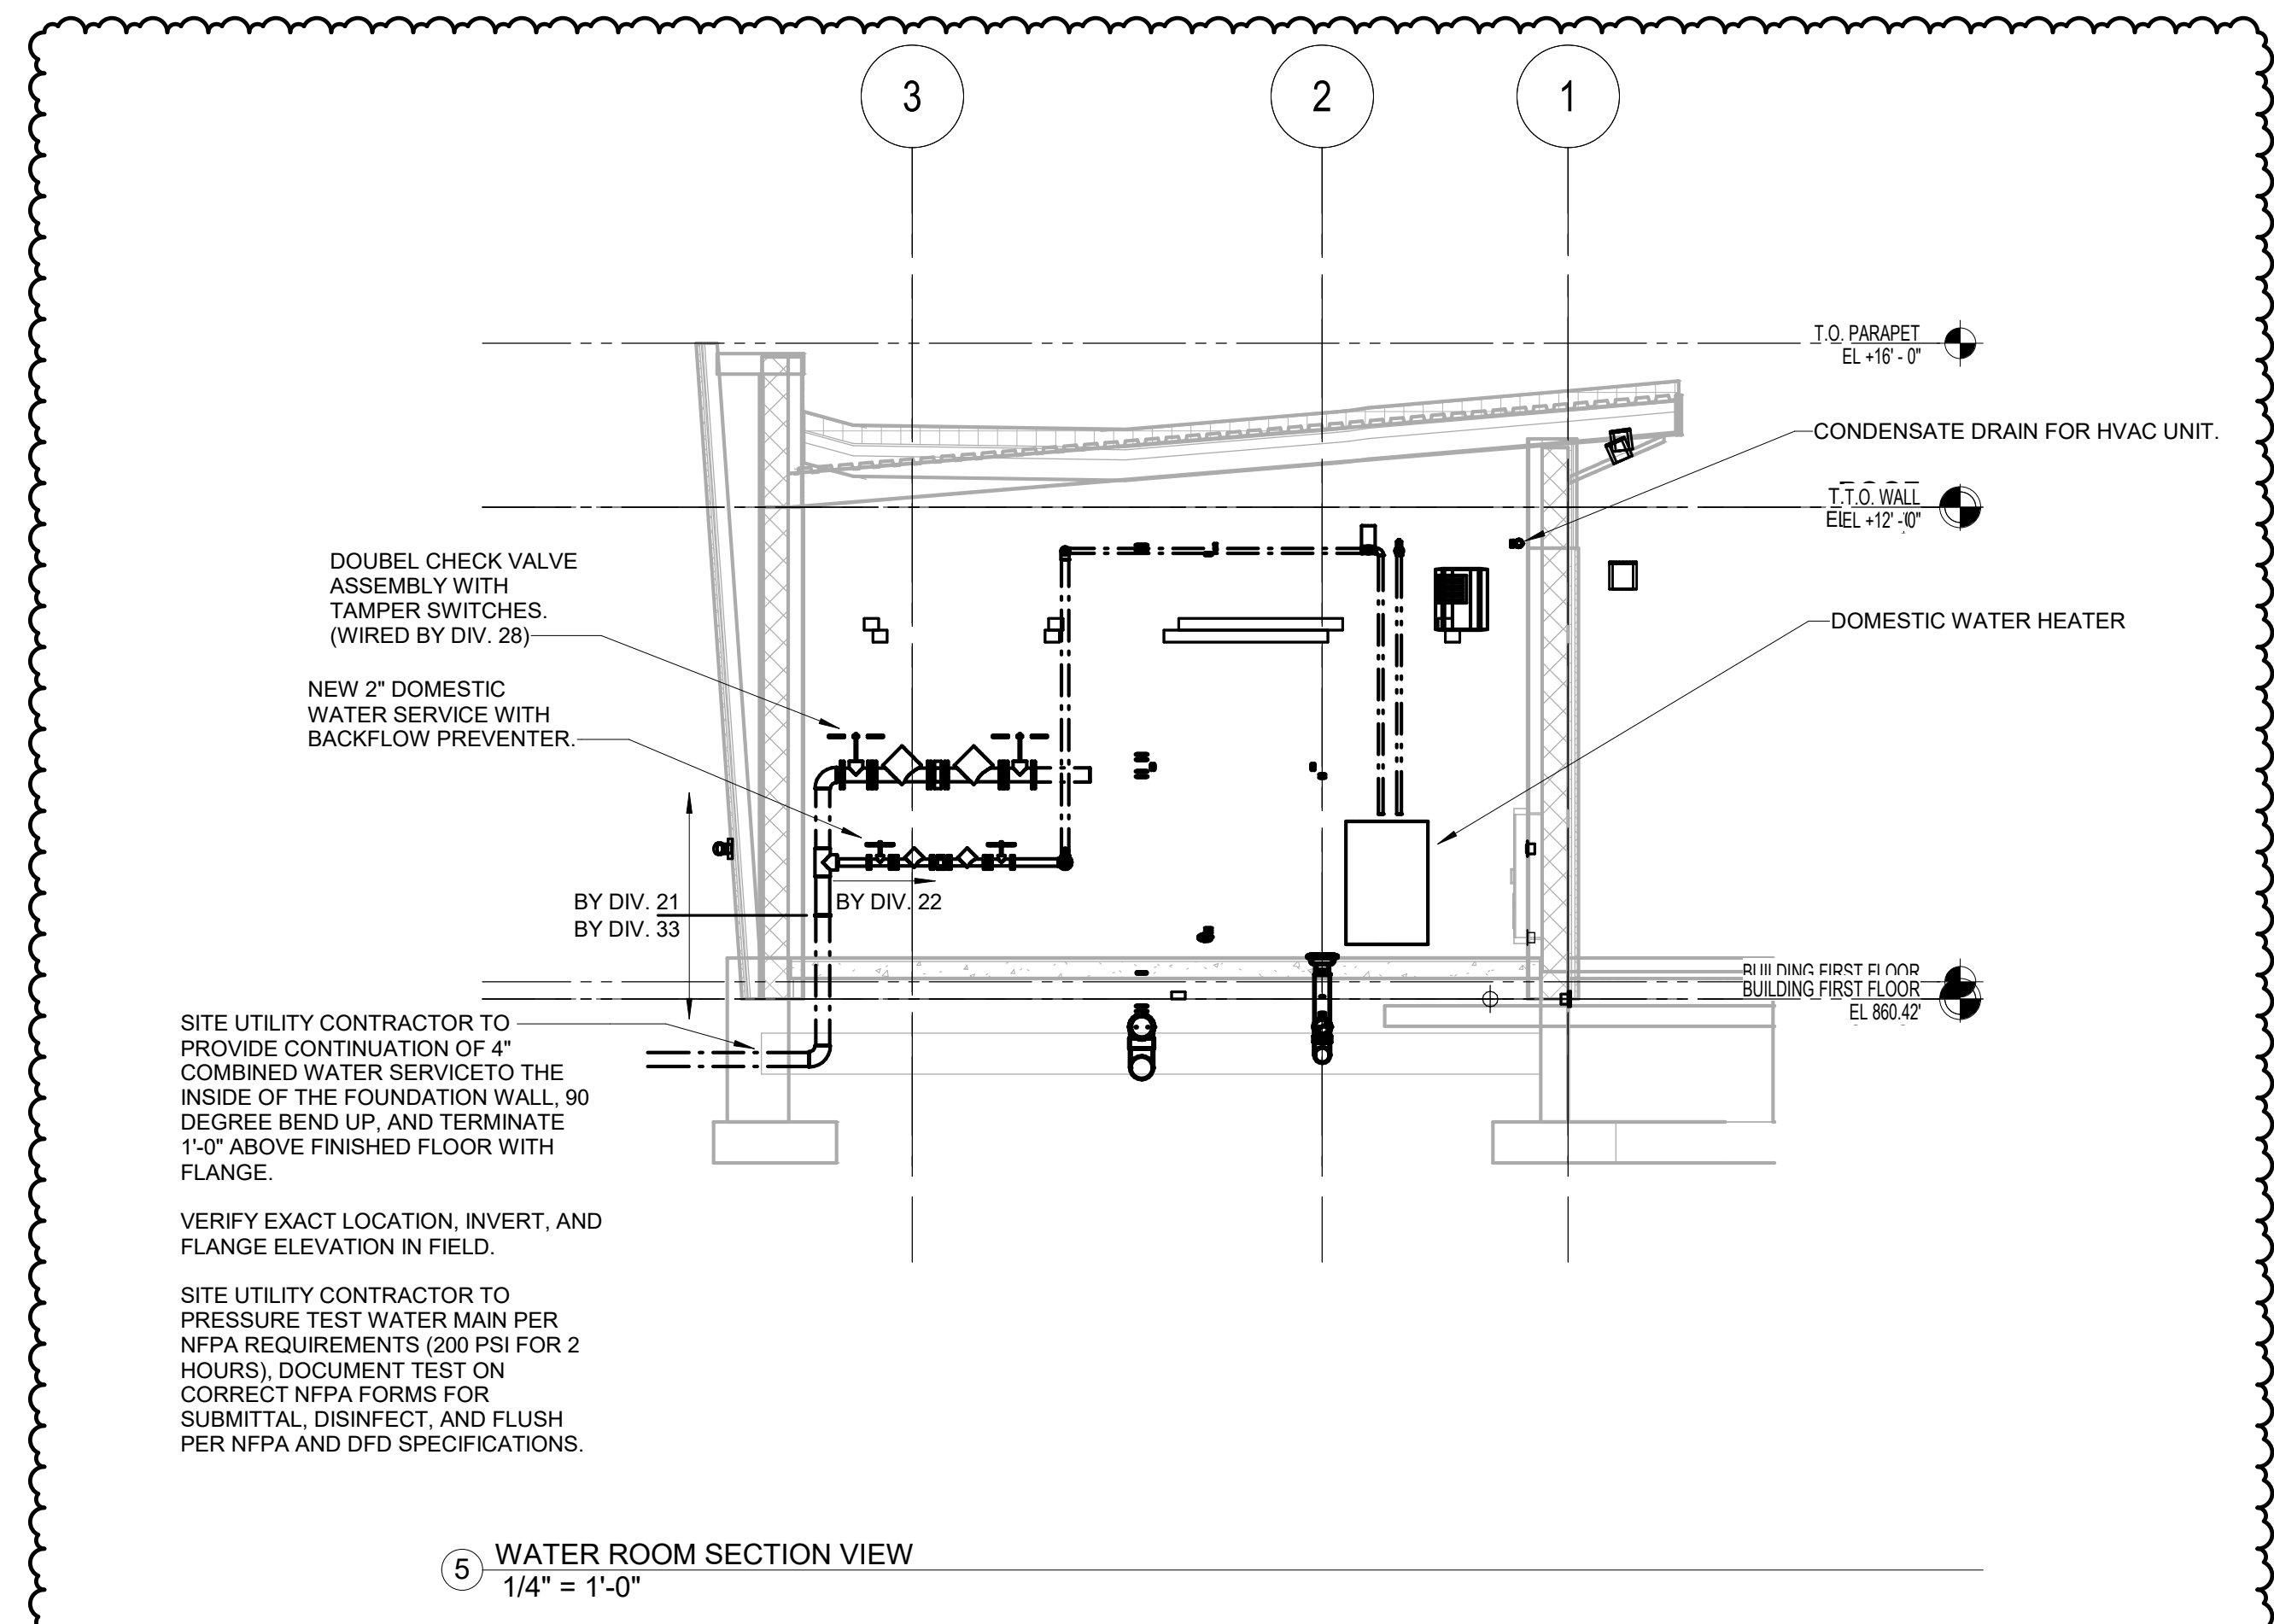 3
2
1
T.O. PARAPET
EL +16' - 0"
CONDENSATE DRAIN FOR HVAC UNIT.
T.O. WALL
EL +12' - 0"
DOUBEL CHECK VALVE
ASSEMBLY WITH
TAMPER SWITCHES.
(WIRED BY DIV. 28)
DOMESTIC WATER HEATER
NEW 2" DOMESTIC
WATER SERVICE WITH
BACKFLOW PREVENTER.
BY DIV. 21
BY DIV. 33
BY DIV. 22
BUILDING FIRST FLOOR
BUILDING FIRST FLOOR
EL 860.42'
SITE UTILITY CONTRACTOR TO
PROVIDE CONTINUATION OF 4"
COMBINED WATER SERVICETO THE
INSIDE OF THE FOUNDATION WALL, 90
DEGREE BEND UP, AND TERMINATE
1'-0" ABOVE FINISHED FLOOR WITH
FLANGE.
VERIFY EXACT LOCATION, INVERT, AND
FLANGE ELEVATION IN FIELD.
SITE UTILITY CONTRACTOR TO
PRESSURE TEST WATER MAIN PER
NFPA REQUIREMENTS (200 PSI FOR 2
HOURS), DOCUMENT TEST ON
CORRECT NFPA FORMS FOR
SUBMITTAL, DISINFECT, AND FLUSH
PER NFPA AND DFD SPECIFICATIONS.
5
WATER ROOM SECTION VIEW
1/4" = 1'-0"